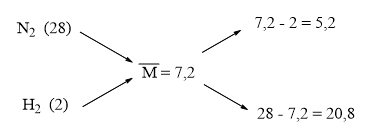 N₂ (28)
7,2 - 2 = 5,2
M̅ = 7,2
H₂ (2)
28 - 7,2 = 20,8